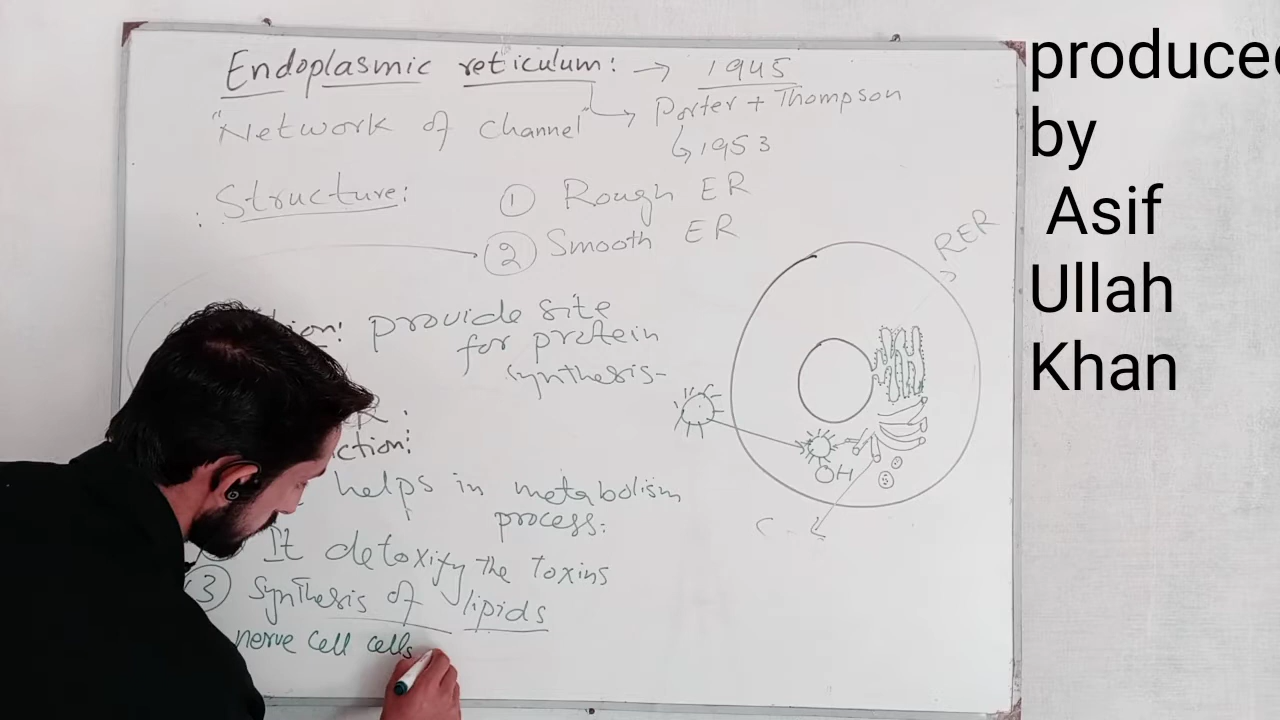 Endoplasmic reticulum: → 1945
"Network of channel" → Porter + Thompson
↳ 1953
Structure: ① Rough ER
② Smooth ER
RER
provide site
for protein
synthesis-
helps in metabolism
process:
It detoxify the toxins
③ Synthesis of lipids
nerve cell cells
OH
produced
by
Asif
Ullah
Khan